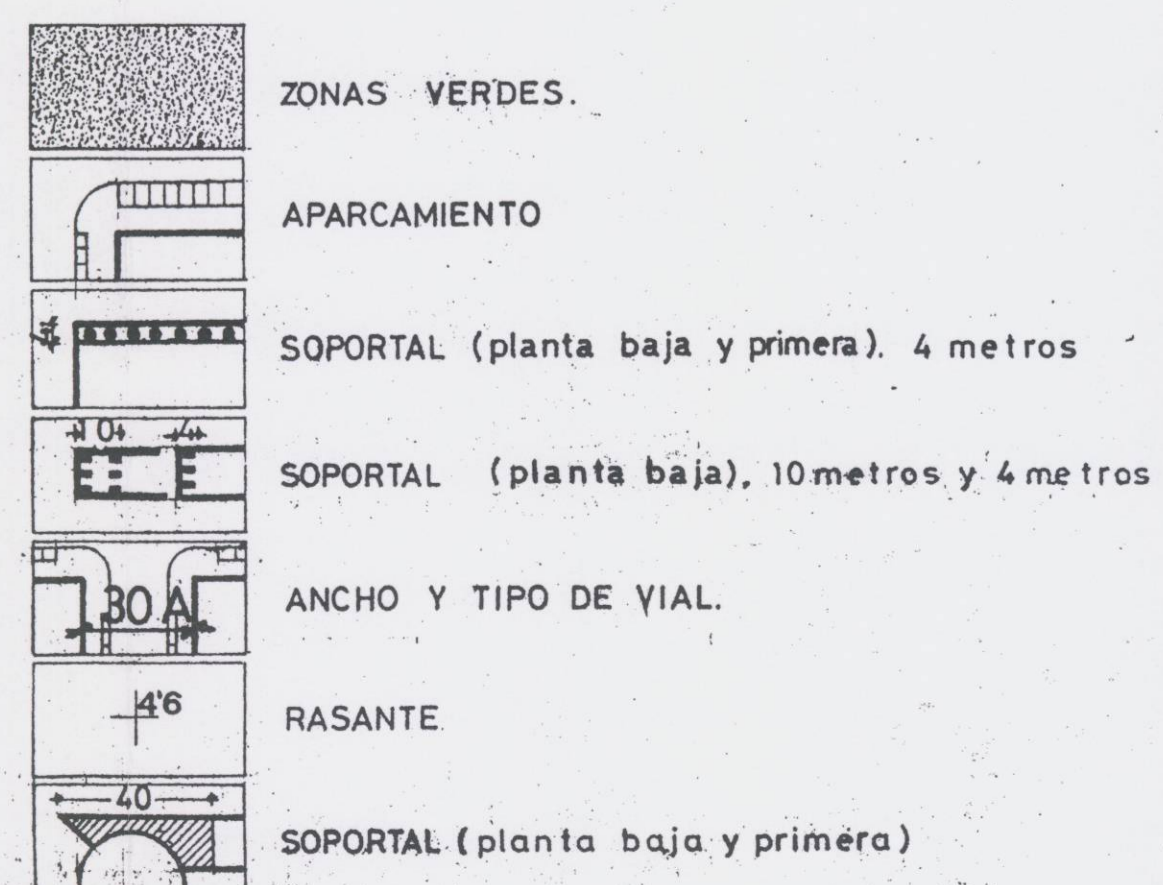 ZONAS VERDES.
APARCAMIENTO
4
SOPORTAL (planta baja y primera). 4 metros
10 4
SOPORTAL (planta baja), 10 metros y 4 metros
30 A
ANCHO Y TIPO DE VIAL.
4'6
RASANTE.
40
SOPORTAL (planta baja y primera)